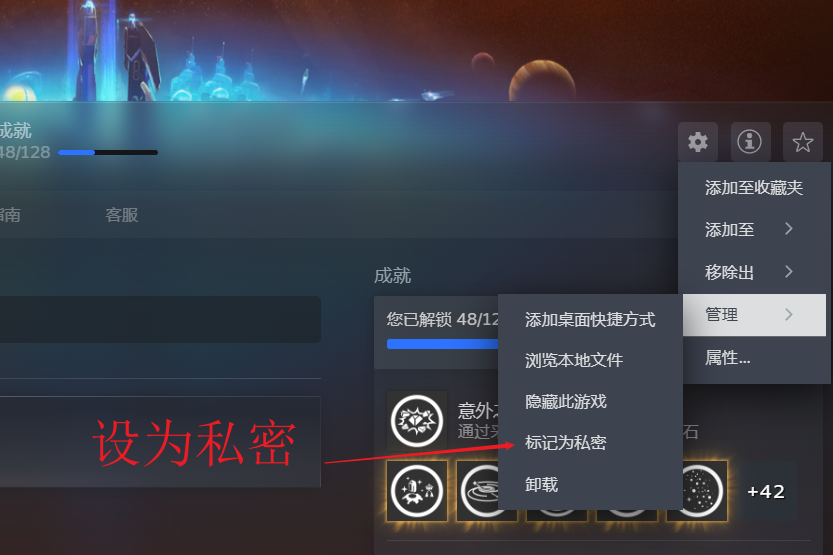 成就
48/128
指南
客服
添加至收藏夹
添加至
移除出
管理
属性...
成就
您已解锁 48/12
添加桌面快捷方式
浏览本地文件
隐藏此游戏
标记为私密
卸载
意外
通过
石
+42
设为私密